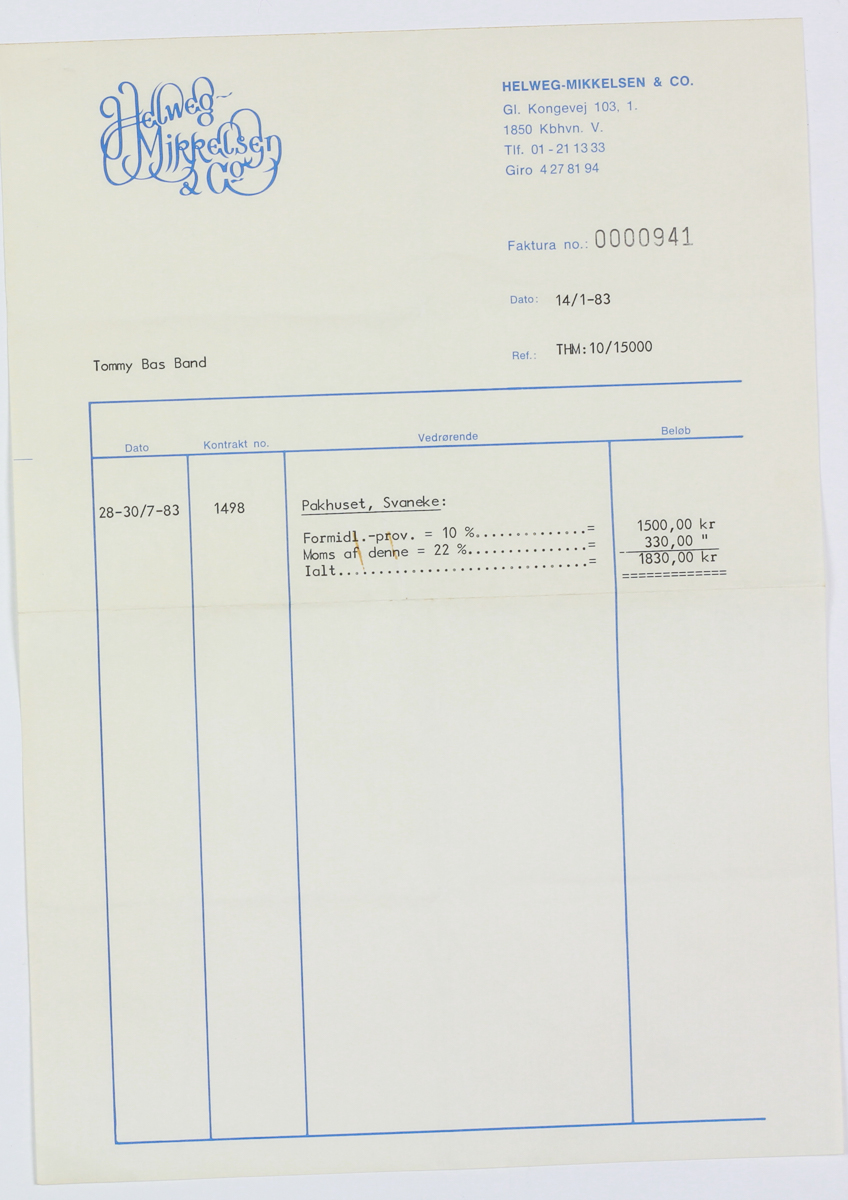 Helweg-
Mikkelsen
& Co
HELWEG-MIKKELSEN & CO.
Gl. Kongevej 103, 1.
1850 Kbhvn. V.
Tlf. 01-21 13 33
Giro 4 27 81 94
Faktura no.: 0000941
Dato: 14/1-83
Ref.: THM:10/15000
Tommy Bas Band
Dato Kontrakt no. Vedrørende Beløb
28-30/7-83 1498 Pakhuset, Svaneke:
Formidl.-prov. = 10 %..............= 1500,00 kr
Moms af denne = 22 %...............= 330,00 "
Ialt...............................= 1830,00 kr
=============